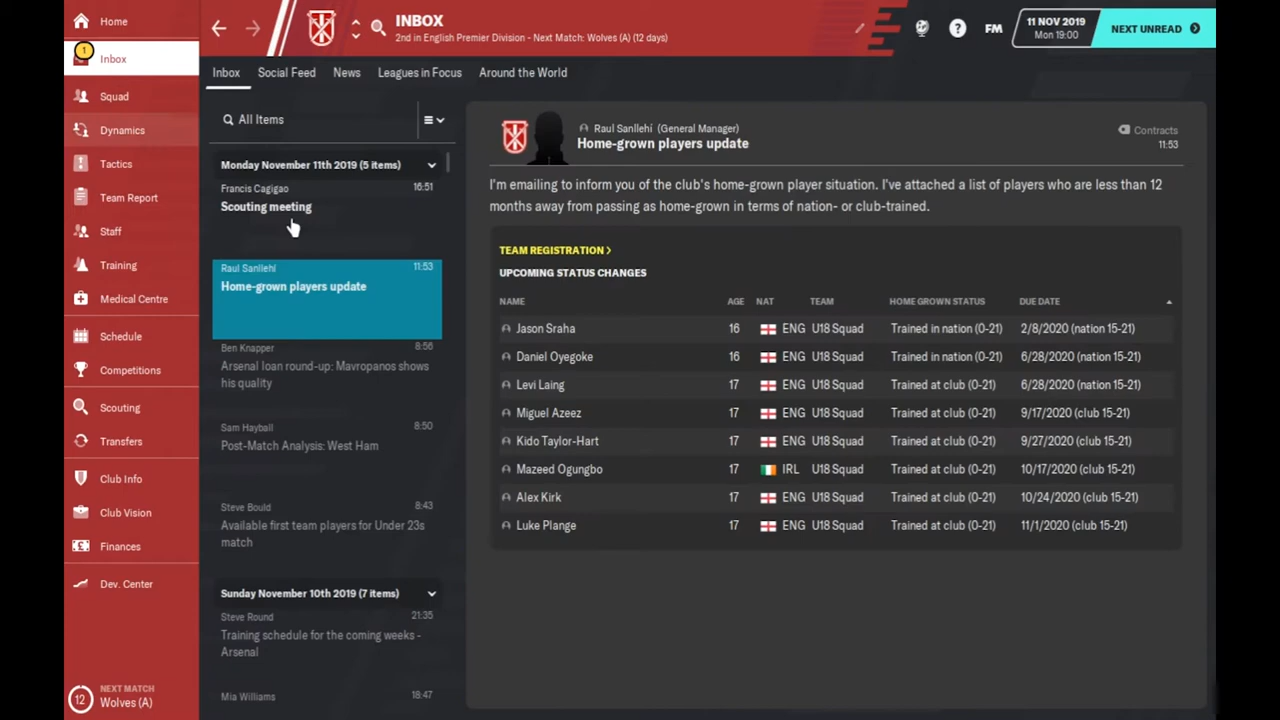 Home
1
Inbox
Squad
Dynamics
Tactics
Team Report
Staff
Training
Medical Centre
Schedule
Competitions
Scouting
Transfers
Club Info
Club Vision
Finances
Dev. Center
12
NEXT MATCH
Wolves (A)
INBOX
2nd in English Premier Division - Next Match: Wolves (A) (12 days)
?
FM
11 NOV 2019
Mon 19:00
NEXT UNREAD
Inbox Social Feed News Leagues in Focus Around the World
All Items
Monday November 11th 2019 (5 items)
Francis Cagigao 16:51
Scouting meeting
Raul Sanllehí 11:53
Home-grown players update
Ben Knapper 8:56
Arsenal loan round-up: Mavropanos shows
his quality
Sam Hayball 8:50
Post-Match Analysis: West Ham
Steve Bould 8:43
Available first team players for Under 23s
match
Sunday November 10th 2019 (7 items)
Steve Round 21:35
Training schedule for the coming weeks -
Arsenal
Mia Williams 18:47
Raul Sanllehí (General Manager)
Home-grown players update
Contracts
11:53
I'm emailing to inform you of the club's home-grown player situation. I've attached a list of players who are less than 12
months away from passing as home-grown in terms of nation- or club-trained.
TEAM REGISTRATION >
UPCOMING STATUS CHANGES
NAME AGE NAT TEAM HOME GROWN STATUS DUE DATE
Jason Sraha 16 ENG U18 Squad Trained in nation (0-21) 2/8/2020 (nation 15-21)
Daniel Oyegoke 16 ENG U18 Squad Trained in nation (0-21) 6/28/2020 (nation 15-21)
Levi Laing 17 ENG U18 Squad Trained at club (0-21) 6/28/2020 (nation 15-21)
Miguel Azeez 17 ENG U18 Squad Trained at club (0-21) 9/17/2020 (club 15-21)
Kido Taylor-Hart 17 ENG U18 Squad Trained at club (0-21) 9/27/2020 (club 15-21)
Mazeed Ogungbo 17 IRL U18 Squad Trained at club (0-21) 10/17/2020 (club 15-21)
Alex Kirk 17 ENG U18 Squad Trained at club (0-21) 10/24/2020 (club 15-21)
Luke Plange 17 ENG U18 Squad Trained at club (0-21) 11/1/2020 (club 15-21)